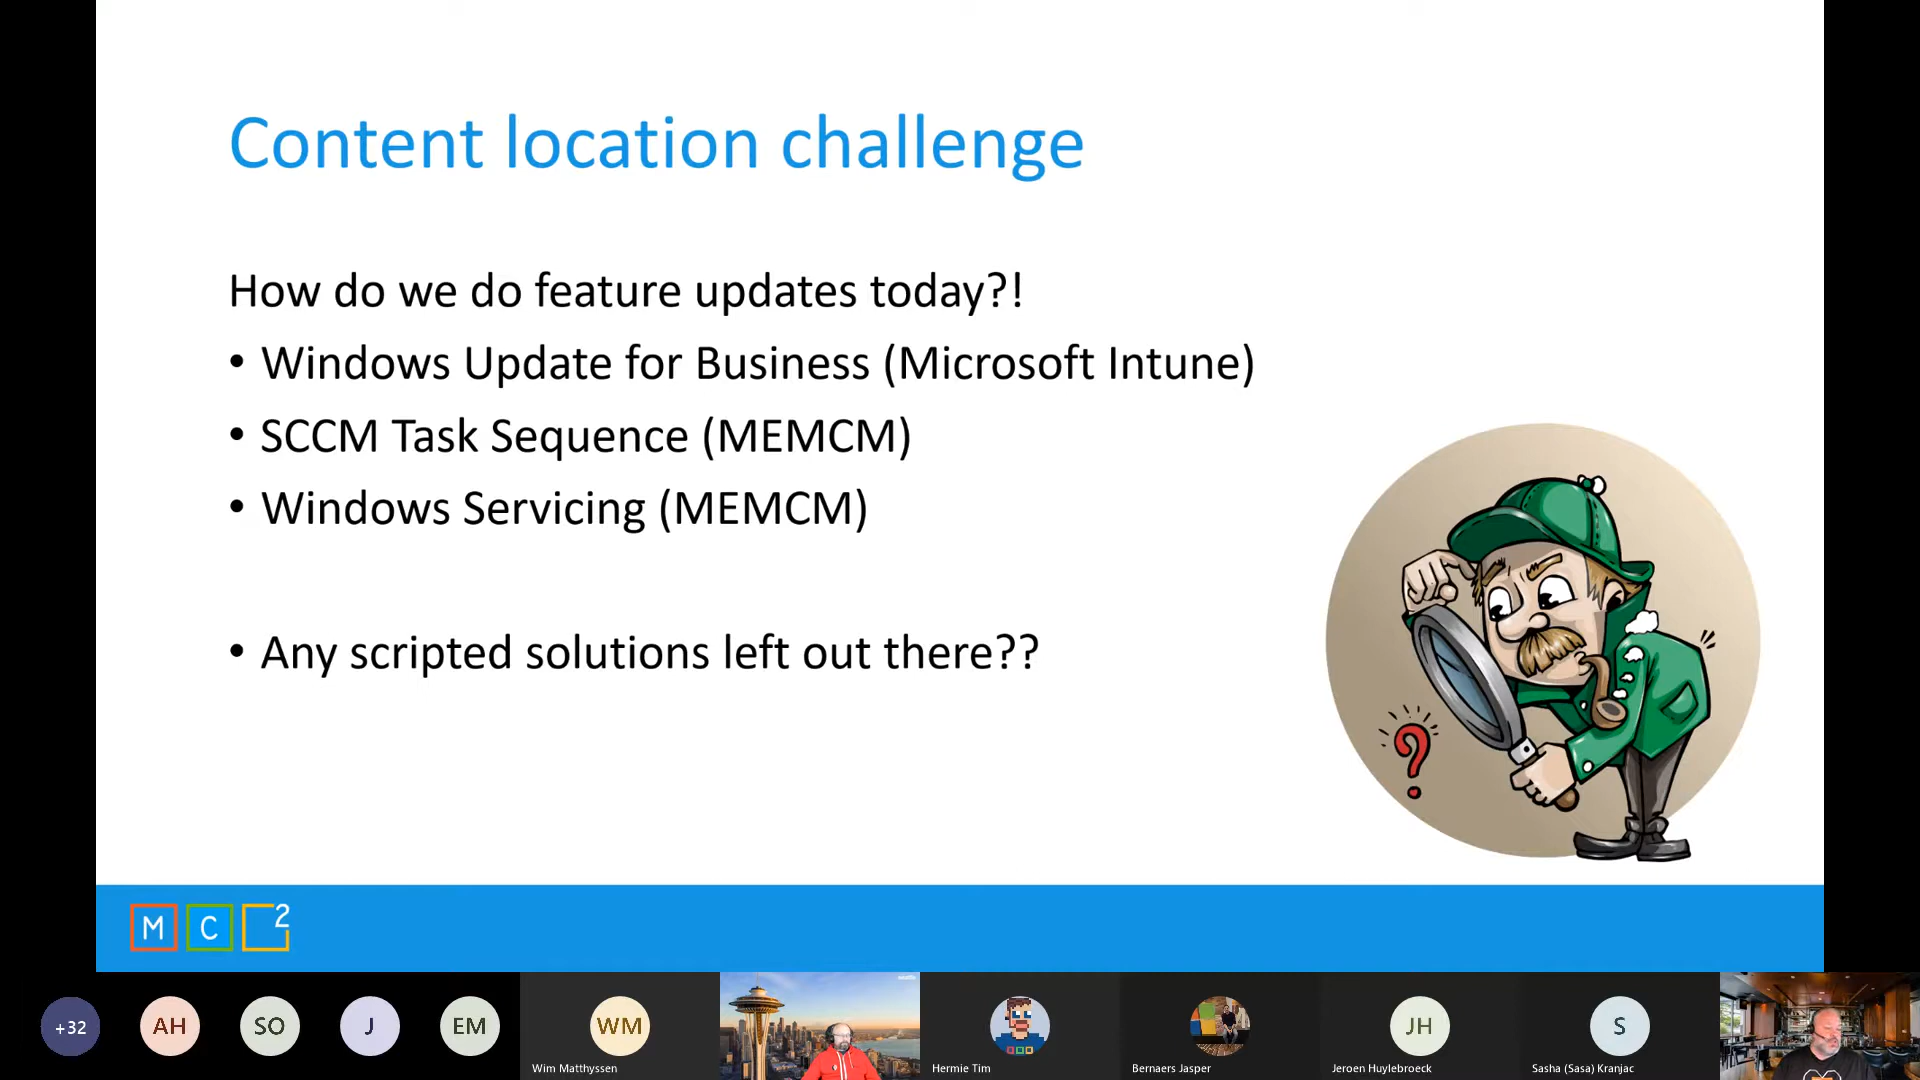 Content location challenge
How do we do feature updates today?!
• Windows Update for Business (Microsoft Intune)
• SCCM Task Sequence (MEMCM)
• Windows Servicing (MEMCM)
• Any scripted solutions left out there??
?
M C 2
+32 AH SO J EM WM JH S
Wim Matthyssen Hermie Tim Bernaers Jasper Jeroen Huylebroeck Sasha (Sasa) Kranjac